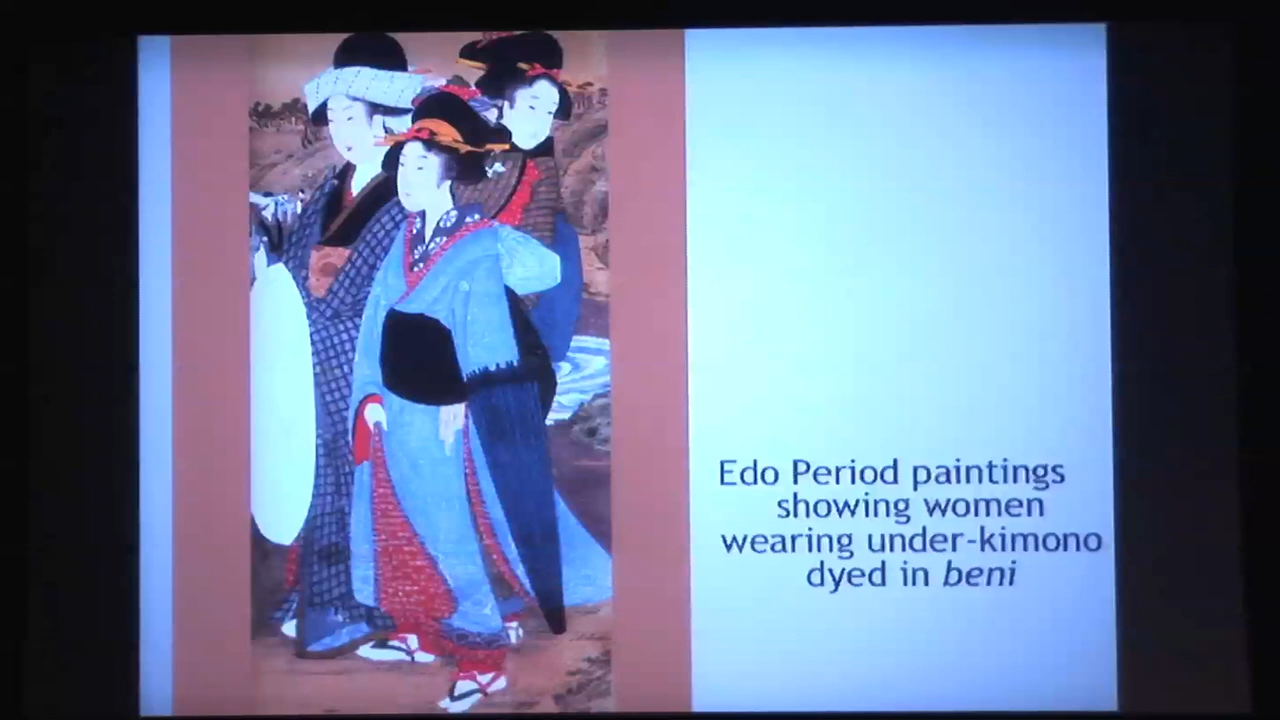 Edo Period paintings
showing women
wearing under-kimono
dyed in beni